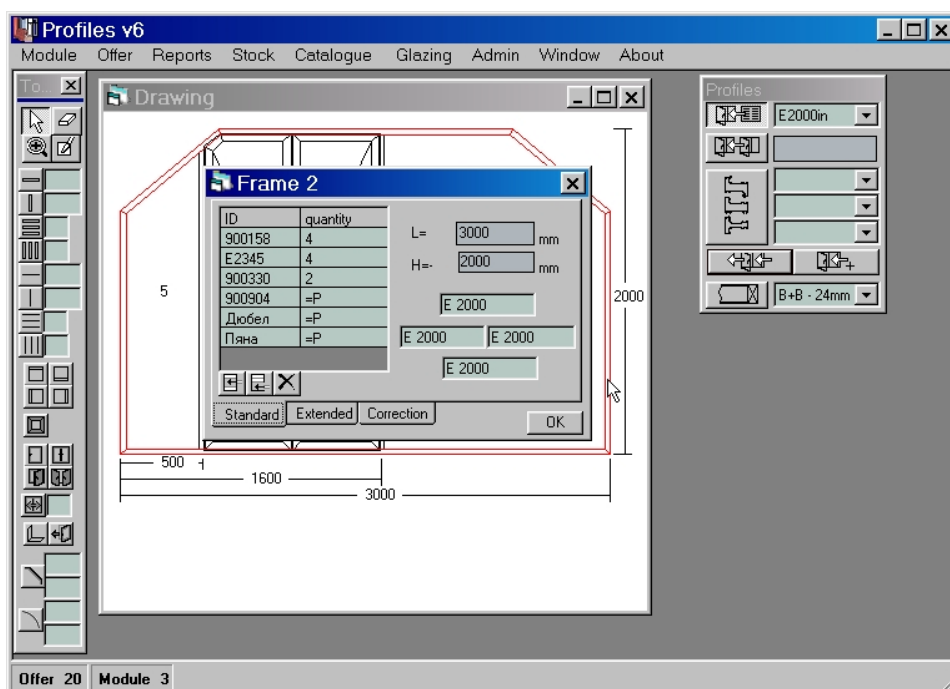 Profiles v6
Module Offer Reports Stock Catalogue Glazing Admin Window About
To...
Drawing
Profiles
E2000in
B+B - 24mm
Frame 2
ID quantity
900158 4
E2345 4
900330 2
900904 =P
Дюбел =P
Пяна =P
L= 3000 mm
H=- 2000 mm
E 2000
E 2000 E 2000
E 2000
Standard Extended Correction
OK
5
2000
500
1600
3000
Offer 20 Module 3